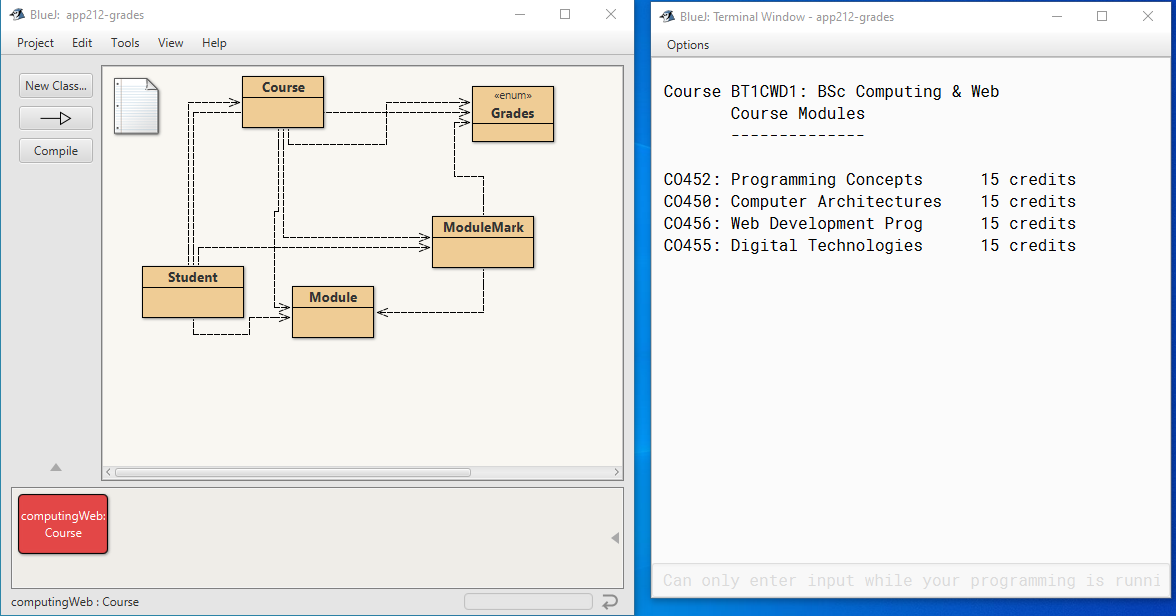 BlueJ: app212-grades
Project Edit Tools View Help
New Class...
Compile
Course
«enum»
Grades
ModuleMark
Student
Module
computingWeb:
Course
computingWeb : Course
BlueJ: Terminal Window - app212-grades
Options
Course BT1CWD1: BSc Computing & Web
Course Modules
--------------
CO452: Programming Concepts 15 credits
CO450: Computer Architectures 15 credits
CO456: Web Development Prog 15 credits
CO455: Digital Technologies 15 credits
Can only enter input while your programming is runni